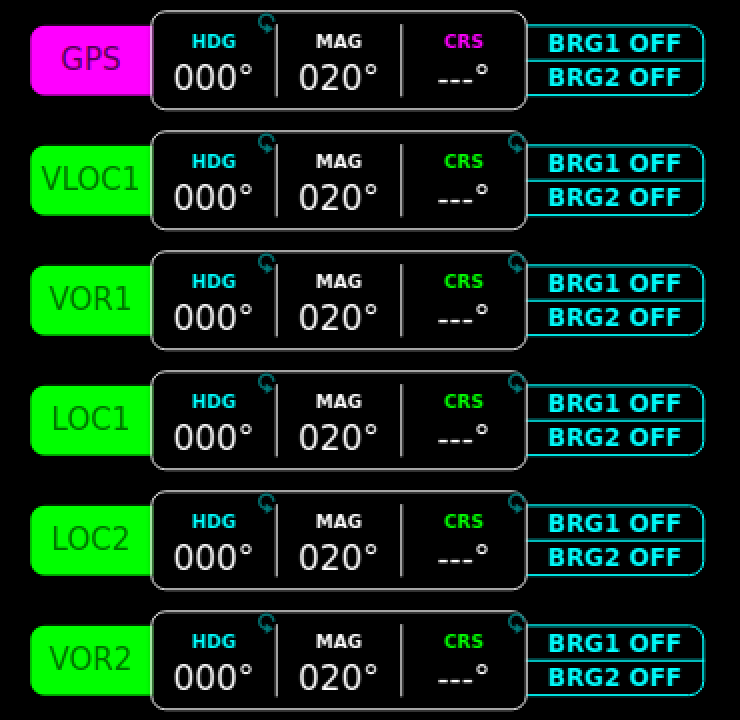 GPS HDG MAG CRS BRG1 OFF
000° 020° ---° BRG2 OFF
VLOC1 HDG MAG CRS BRG1 OFF
000° 020° ---° BRG2 OFF
VOR1 HDG MAG CRS BRG1 OFF
000° 020° ---° BRG2 OFF
LOC1 HDG MAG CRS BRG1 OFF
000° 020° ---° BRG2 OFF
LOC2 HDG MAG CRS BRG1 OFF
000° 020° ---° BRG2 OFF
VOR2 HDG MAG CRS BRG1 OFF
000° 020° ---° BRG2 OFF